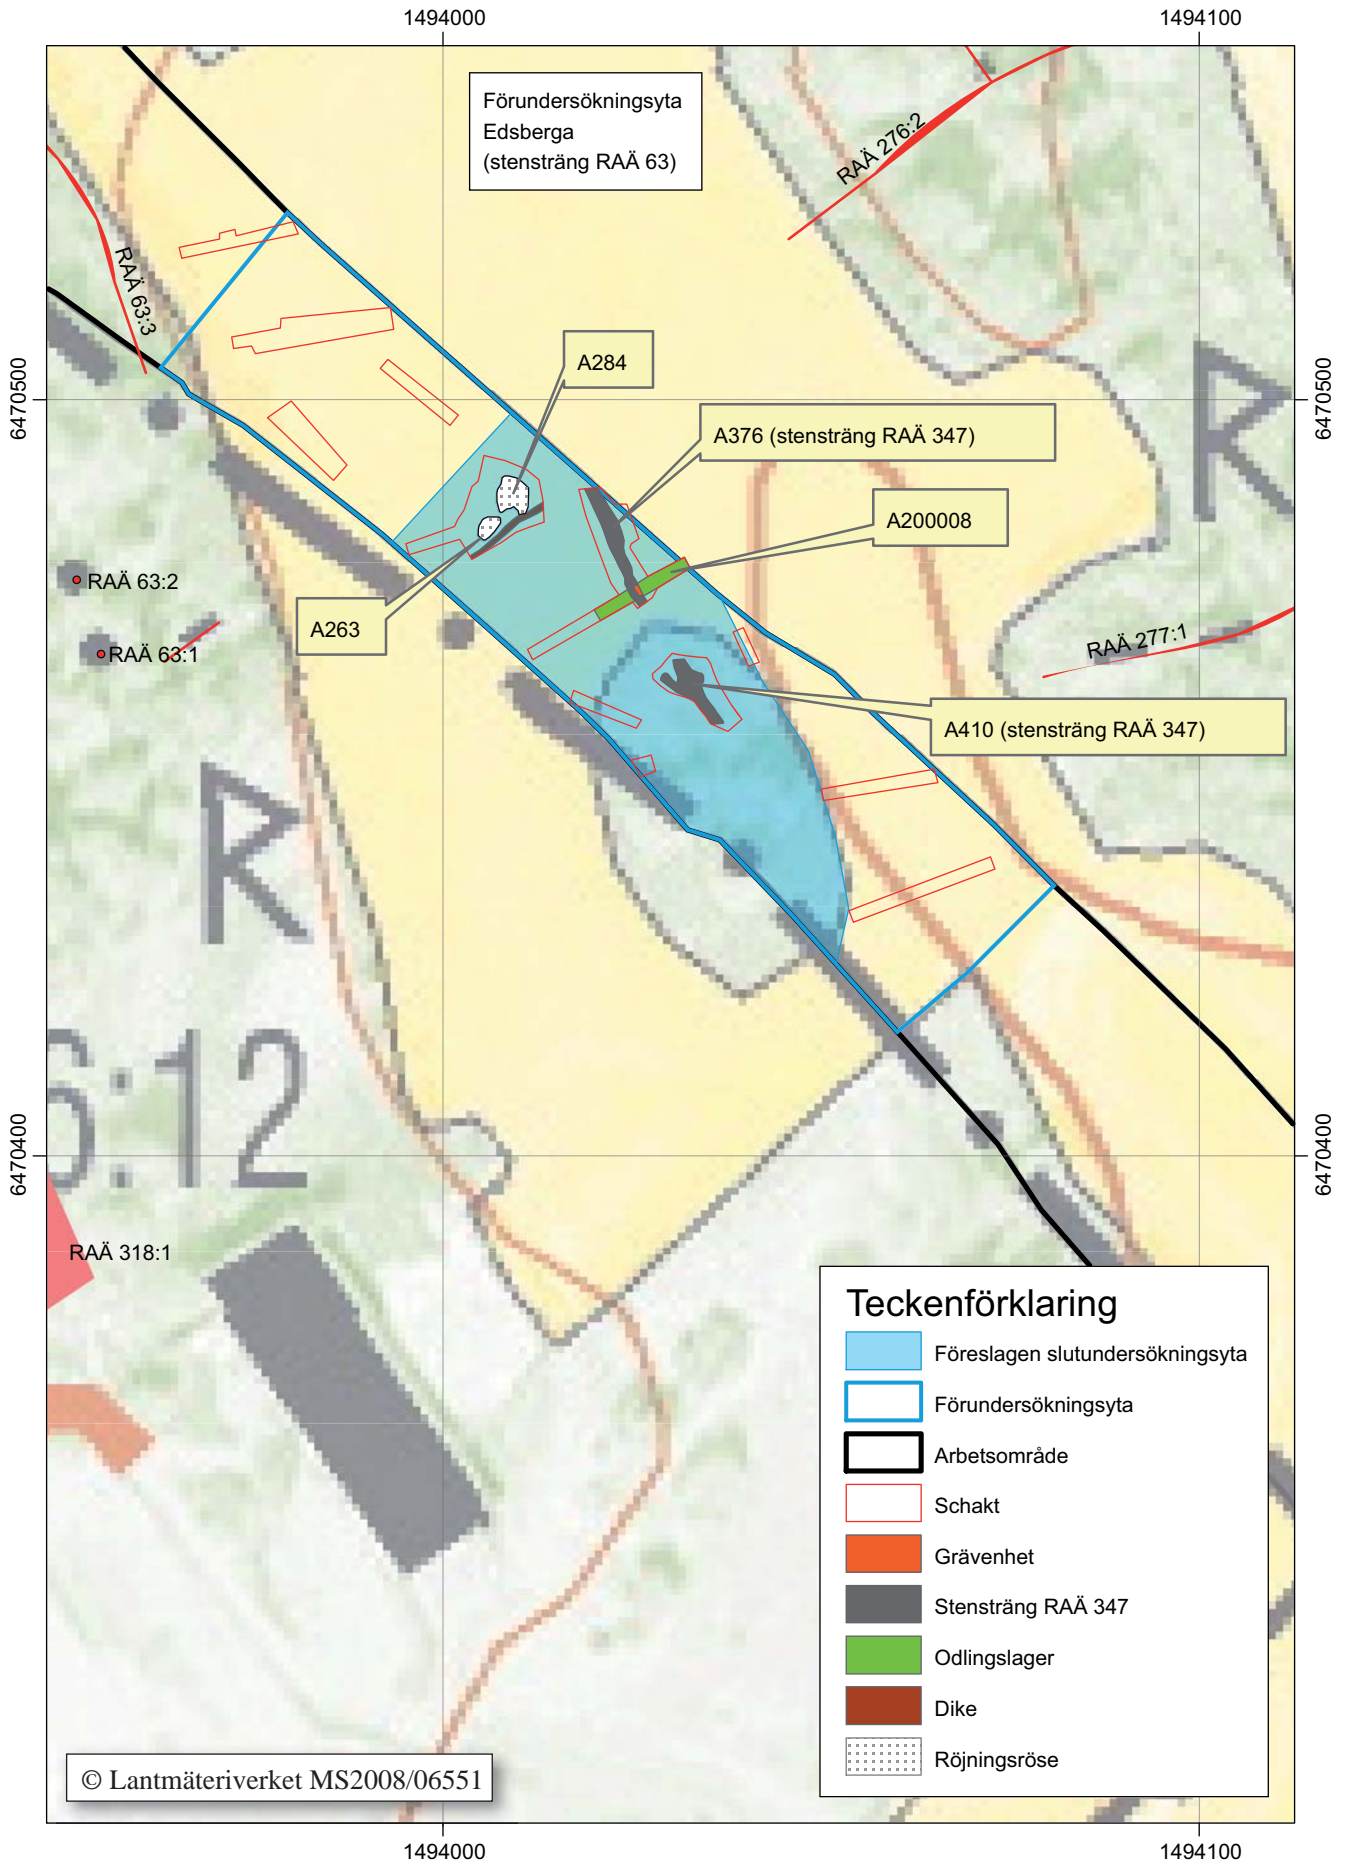 1494000
1494100
Förundersökningsyta
Edsberga
(stensträng RAÄ 63)
RAÄ 276:2
RAÄ 63:3
A284
6470500
6470500
R
A376 (stensträng RAÄ 347)
A200008
RAÄ 63:2
A263
RAÄ 63:1
RAÄ 277:1
A410 (stensträng RAÄ 347)
R
6:12
6470400
6470400
RAÄ 318:1
Teckenförklaring
Föreslagen slutundersökningsyta
Förundersökningsyta
Arbetsområde
Schakt
Grävenhet
Stensträng RAÄ 347
Odlingslager
Dike
Röjningsröse
© Lantmäteriverket MS2008/06551
1494000
1494100